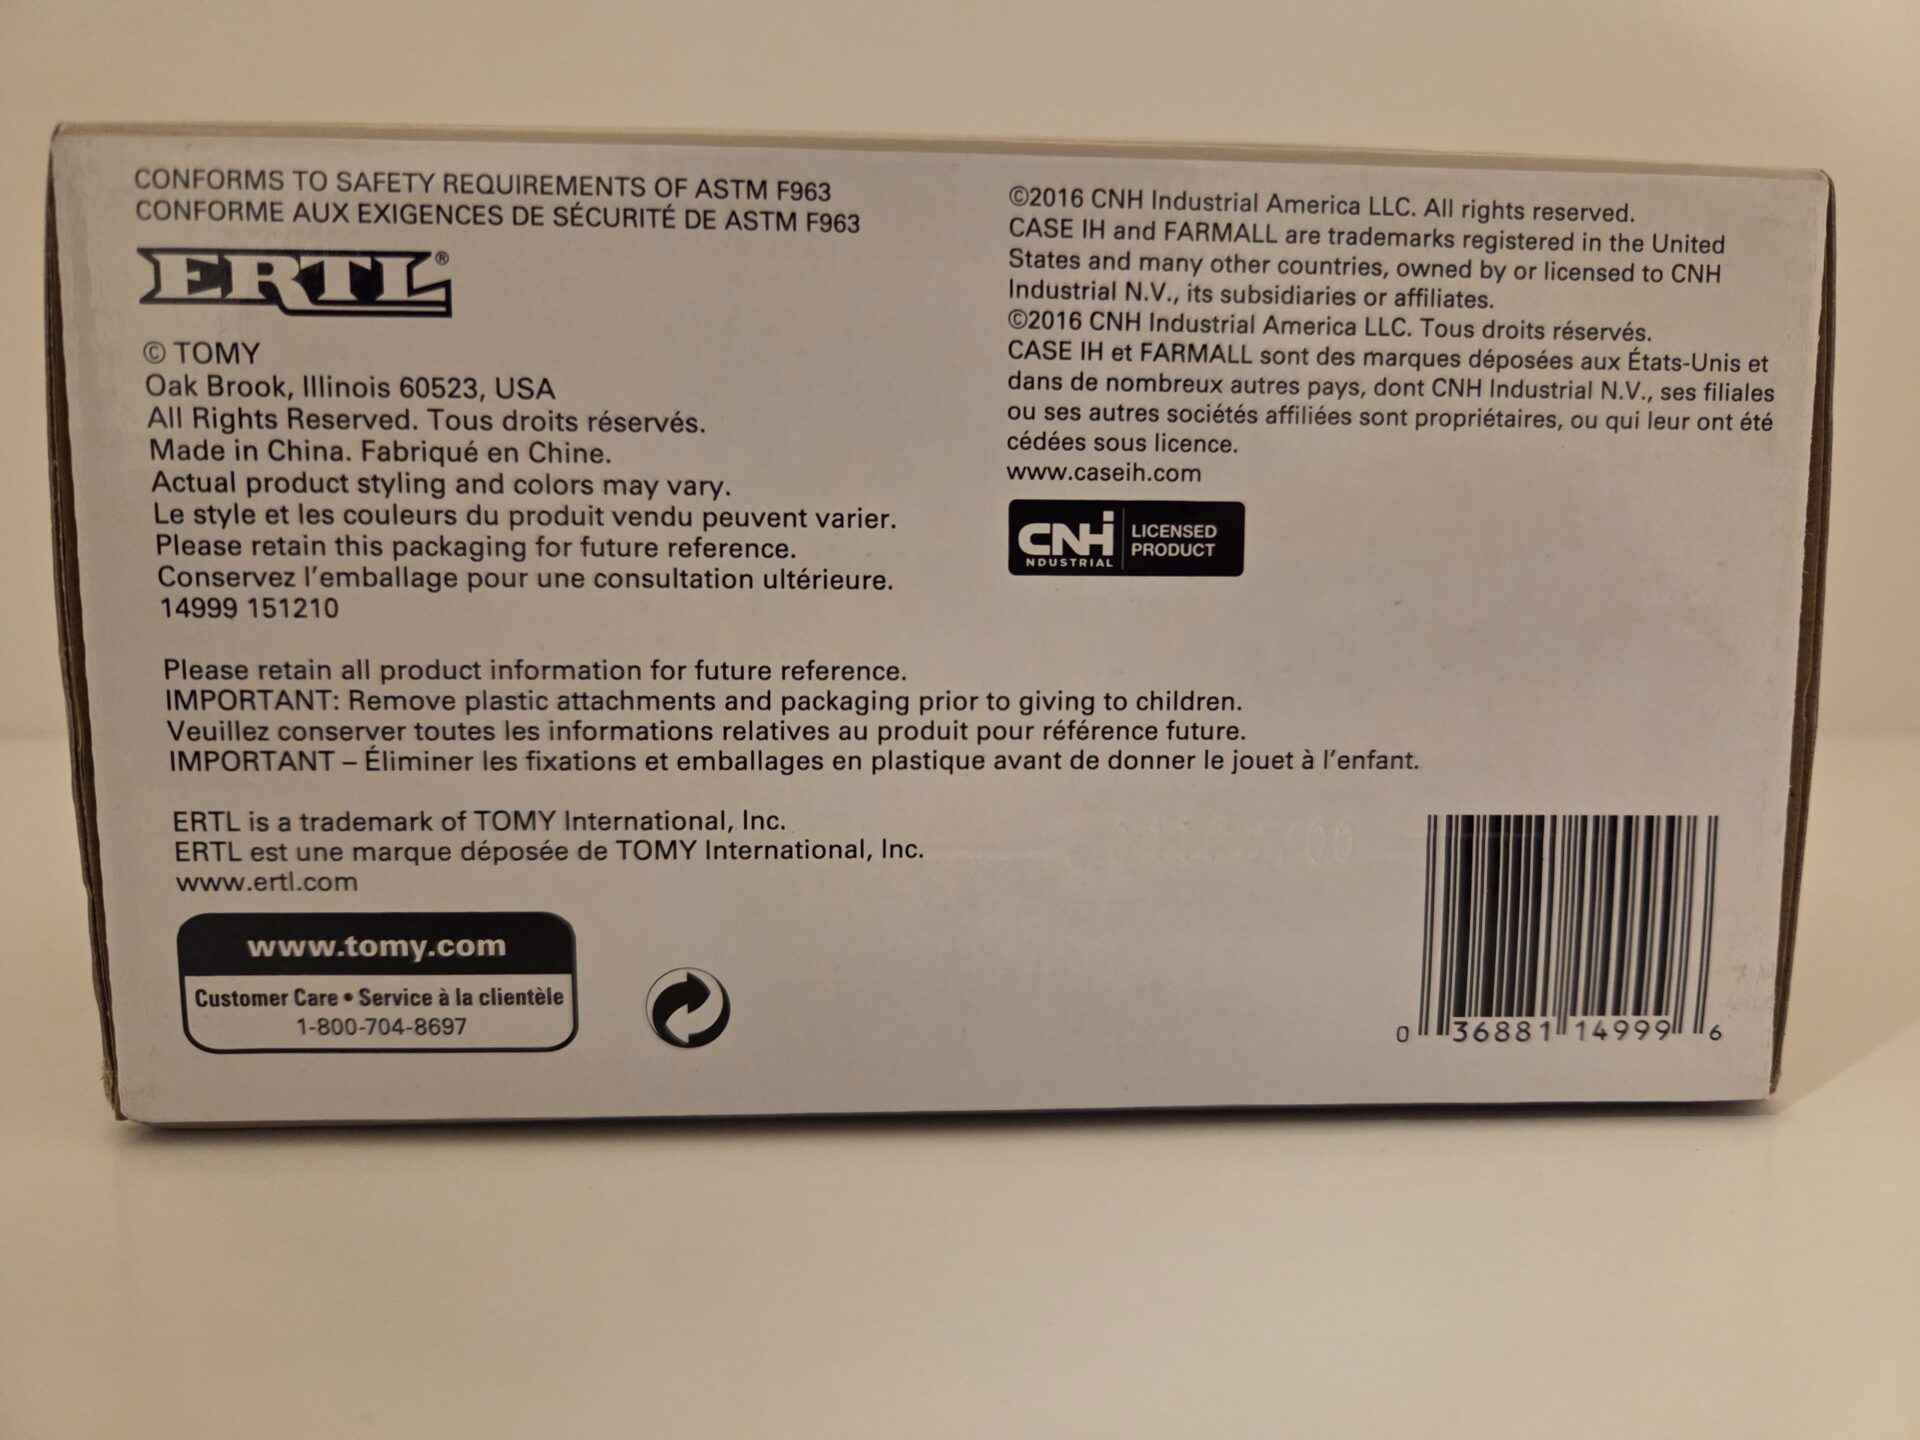 CONFORMS TO SAFETY REQUIREMENTS OF ASTM F963
CONFORME AUX EXIGENCES DE SÉCURITÉ DE ASTM F963
ERTL®
© TOMY
Oak Brook, Illinois 60523, USA
All Rights Reserved. Tous droits réservés.
Made in China. Fabriqué en Chine.
Actual product styling and colors may vary.
Le style et les couleurs du produit vendu peuvent varier.
Please retain this packaging for future reference.
Conservez l'emballage pour une consultation ultérieure.
14999 151210
©2016 CNH Industrial America LLC. All rights reserved.
CASE IH and FARMALL are trademarks registered in the United
States and many other countries, owned by or licensed to CNH
Industrial N.V., its subsidiaries or affiliates.
©2016 CNH Industrial America LLC. Tous droits réservés.
CASE IH et FARMALL sont des marques déposées aux États-Unis et
dans de nombreux autres pays, dont CNH Industrial N.V., ses filiales
ou ses autres sociétés affiliées sont propriétaires, ou qui leur ont été
cédées sous licence.
www.caseih.com
CNH
INDUSTRIAL
LICENSED
PRODUCT
Please retain all product information for future reference.
IMPORTANT: Remove plastic attachments and packaging prior to giving to children.
Veuillez conserver toutes les informations relatives au produit pour référence future.
IMPORTANT – Éliminer les fixations et emballages en plastique avant de donner le jouet à l'enfant.
ERTL is a trademark of TOMY International, Inc.
ERTL est une marque déposée de TOMY International, Inc.
www.ertl.com
www.tomy.com
Customer Care • Service à la clientèle
1-800-704-8697
0 36881 14999 6